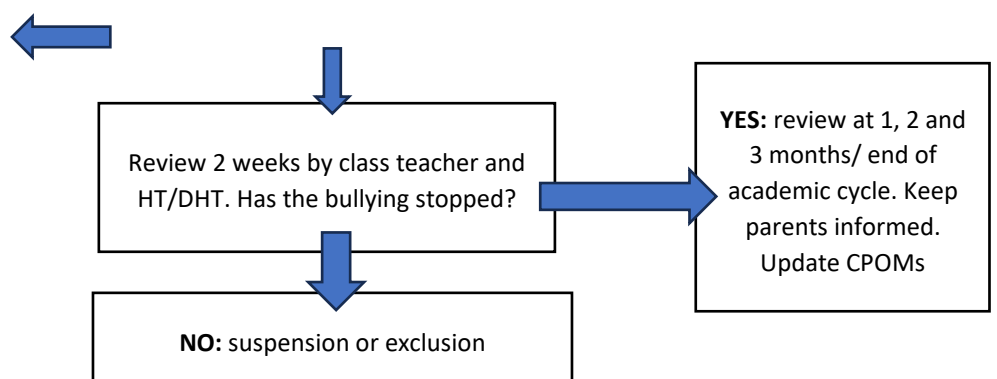 Review 2 weeks by class teacher and
HT/DHT. Has the bullying stopped?
YES: review at 1, 2 and
3 months/ end of
academic cycle. Keep
parents informed.
Update CPOMs
NO: suspension or exclusion